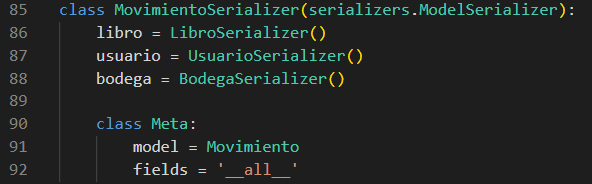 85 class MovimientoSerializer(serializers.ModelSerializer):
86     libro = LibroSerializer()
87     usuario = UsuarioSerializer()
88     bodega = BodegaSerializer()
89
90     class Meta:
91         model = Movimiento
92         fields = '__all__'